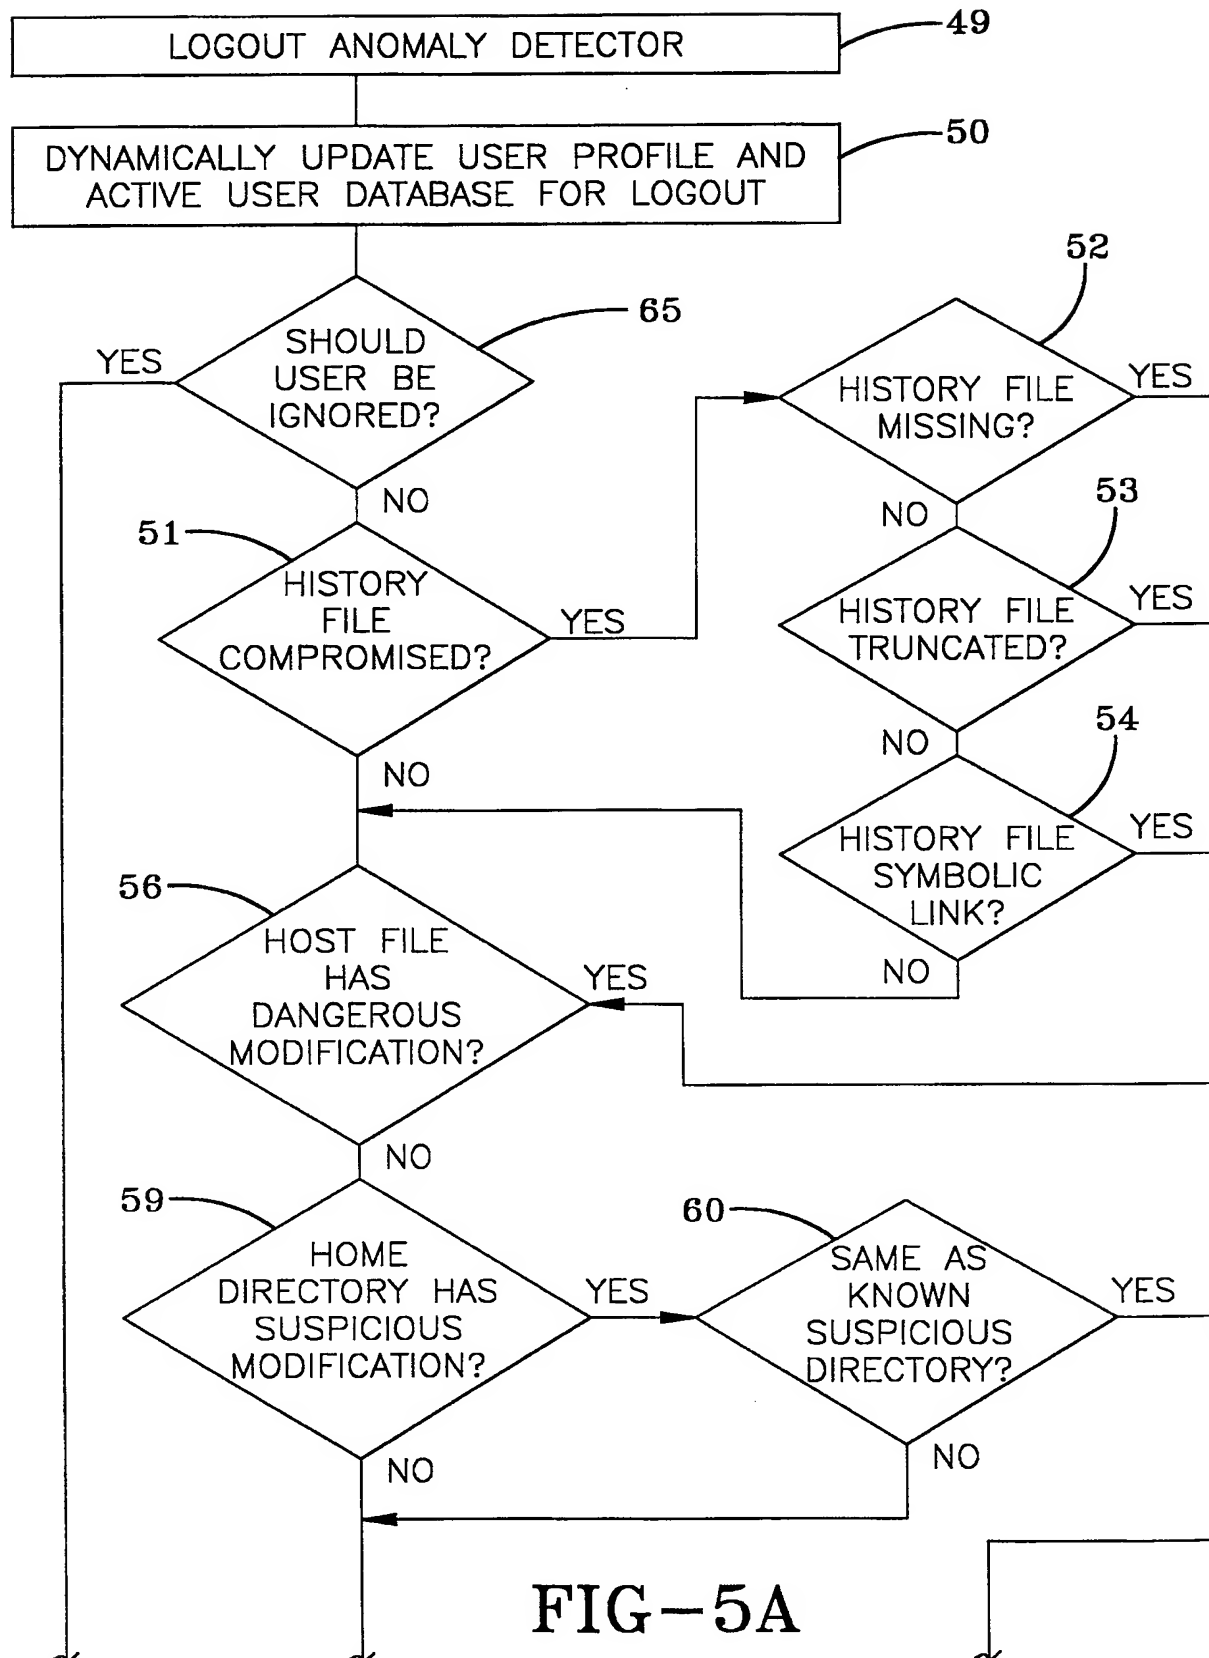 LOGOUT ANOMALY DETECTOR
49
DYNAMICALLY UPDATE USER PROFILE AND
ACTIVE USER DATABASE FOR LOGOUT
50
SHOULD
USER BE
IGNORED?
65
YES
NO
HISTORY
FILE
COMPROMISED?
51
YES
NO
HISTORY FILE
MISSING?
52
YES
NO
HISTORY FILE
TRUNCATED?
53
YES
NO
HISTORY FILE
SYMBOLIC
LINK?
54
YES
NO
HOST FILE
HAS
DANGEROUS
MODIFICATION?
56
YES
NO
HOME
DIRECTORY HAS
SUSPICIOUS
MODIFICATION?
59
YES
NO
SAME AS
KNOWN
SUSPICIOUS
DIRECTORY?
60
YES
NO
FIG-5A